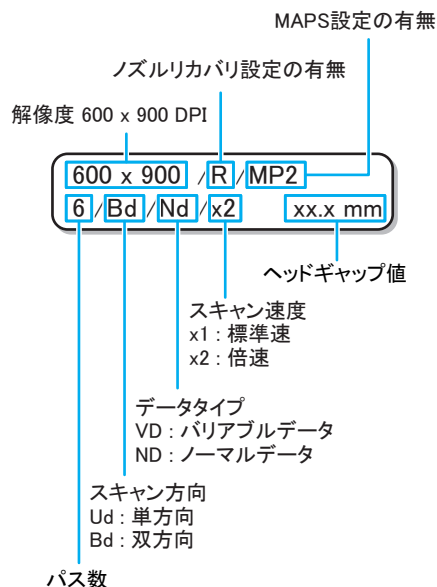 MAPS設定の有無
ノズルリカバリ設定の有無
解像度 600 x 900 DPI
600 x 900 /R/MP2
6/Bd/Nd/x2 xx.x mm
ヘッドギャップ値
スキャン速度
x1 : 標準速
x2 : 倍速
データタイプ
VD : バリアブルデータ
ND : ノーマルデータ
スキャン方向
Ud : 単方向
Bd : 双方向
パス数